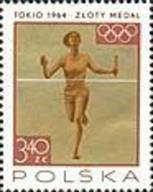 TOKIO 1964 - ZŁOTY MEDAL
3.40
ZŁ
POLSKA